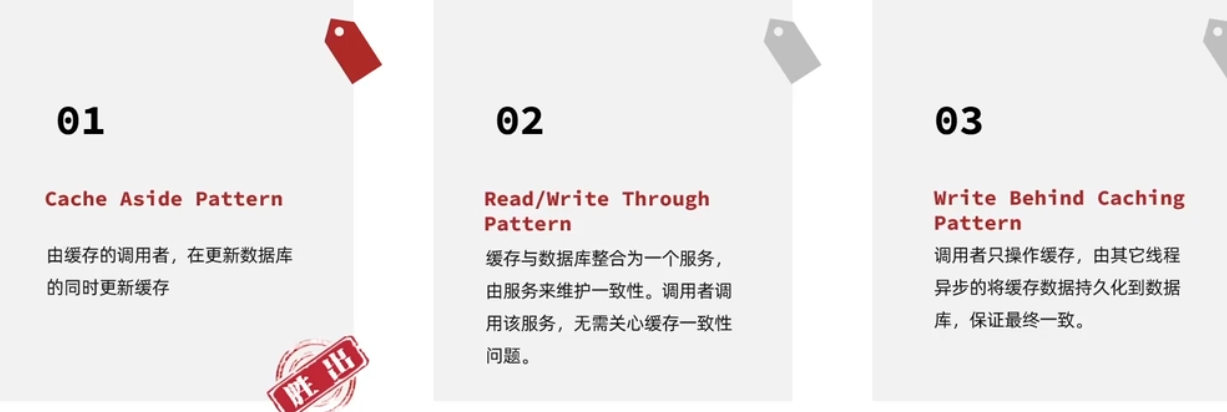 01
Cache Aside Pattern
由缓存的调用者，在更新数据库
的同时更新缓存
胜出
02
Read/Write Through
Pattern
缓存与数据库整合为一个服务，
由服务来维护一致性。调用者调
用该服务，无需关心缓存一致性
问题。
03
Write Behind Caching
Pattern
调用者只操作缓存，由其它线程
异步的将缓存数据持久化到数据
库，保证最终一致。